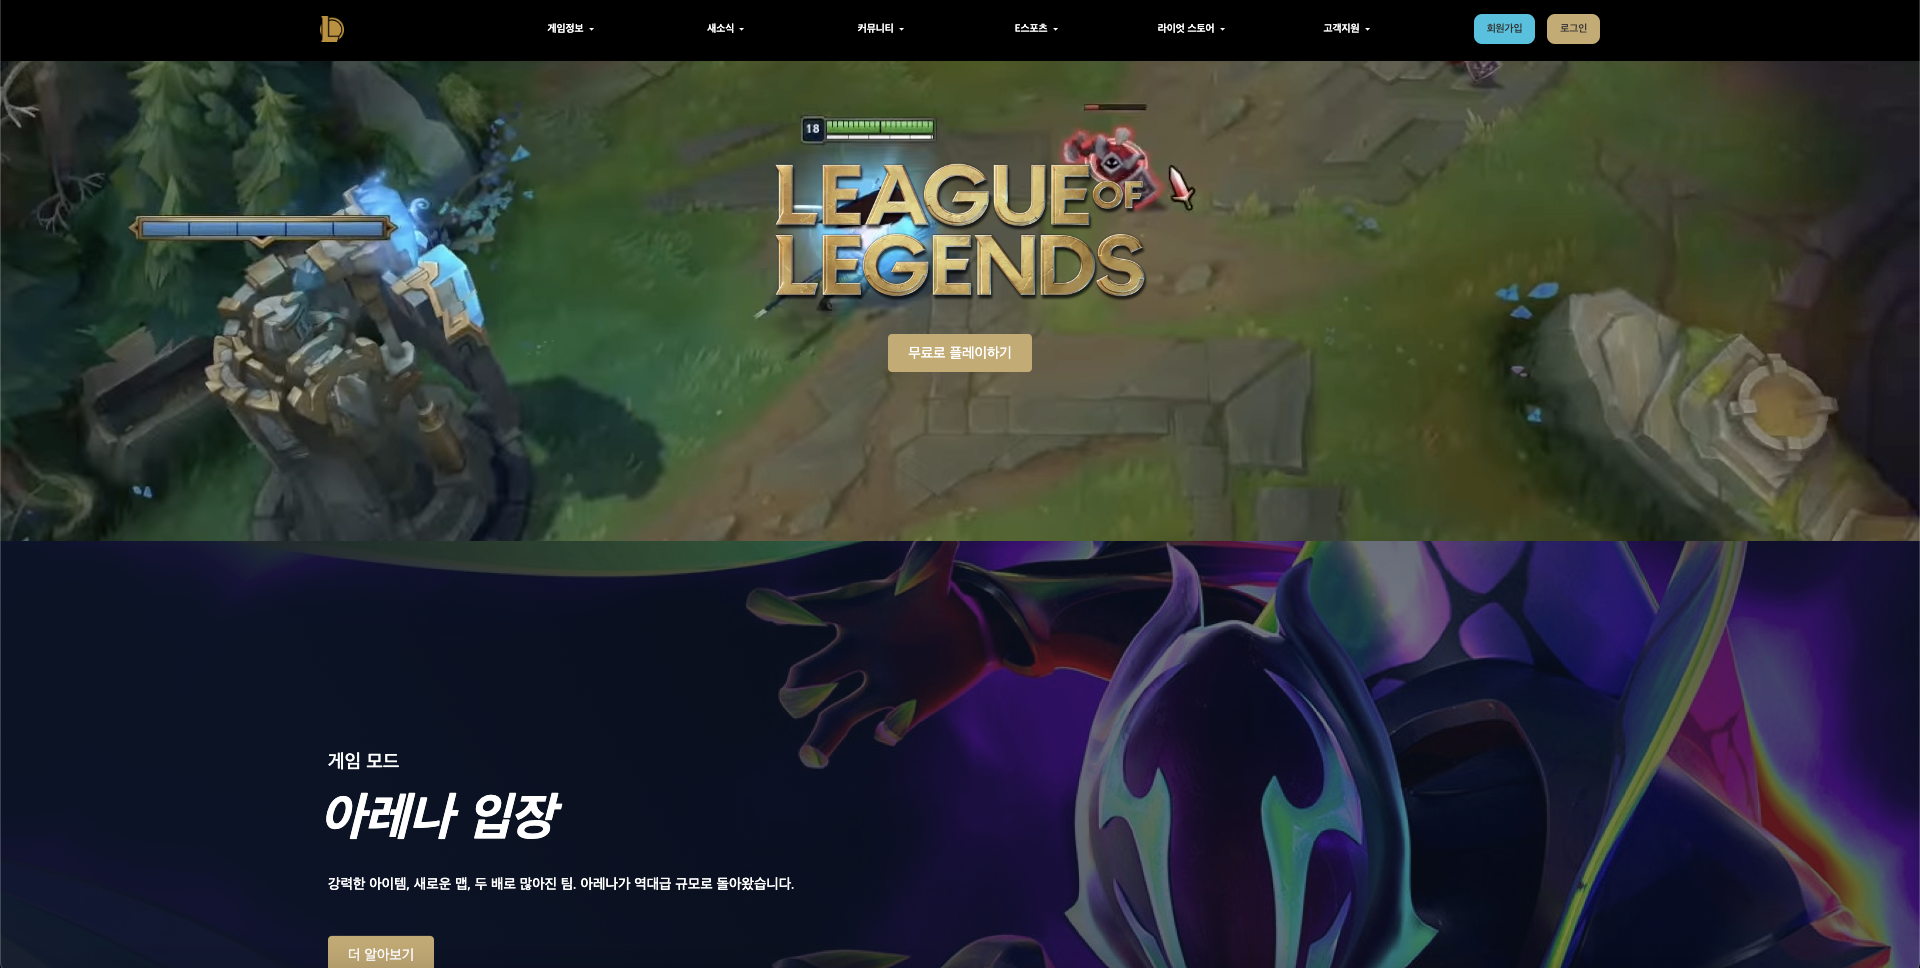 게임정보
새소식
커뮤니티
E스포츠
라이엇 스토어
고객지원
회원가입
로그인
18
LEAGUE OF
LEGENDS
무료로 플레이하기
게임 모드
아레나 입장
강력한 아이템, 새로운 맵, 두 배로 많아진 팀. 아레나가 역대급 규모로 돌아왔습니다.
더 알아보기